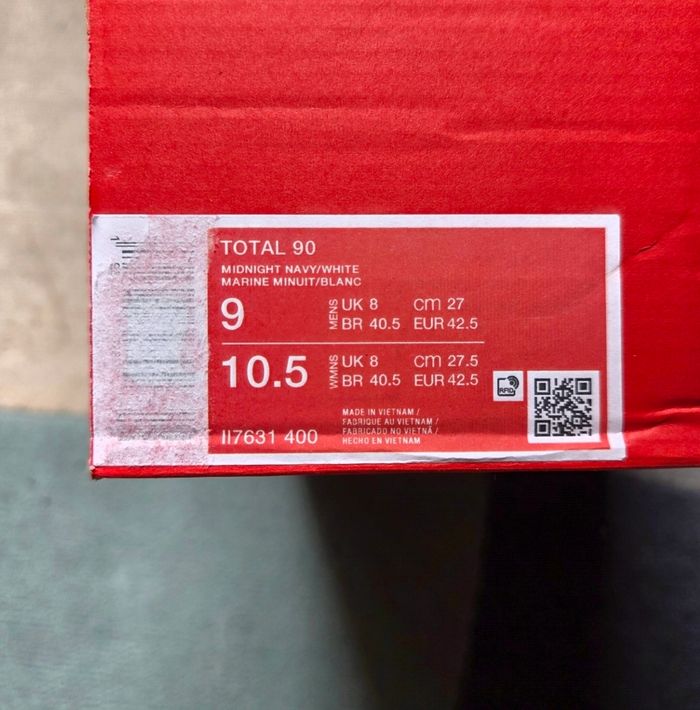 TOTAL 90
MIDNIGHT NAVY/WHITE
MARINE MINUIT/BLANC
9
MENS
UK 8 cm 27
BR 40.5 EUR 42.5
10.5
WMNS
UK 8 cm 27.5
BR 40.5 EUR 42.5
RFID
II7631 400
MADE IN VIETNAM /
FABRIQUE AU VIETNAM /
FABRICADO NO VIETNÃ /
HECHO EN VIETNAM